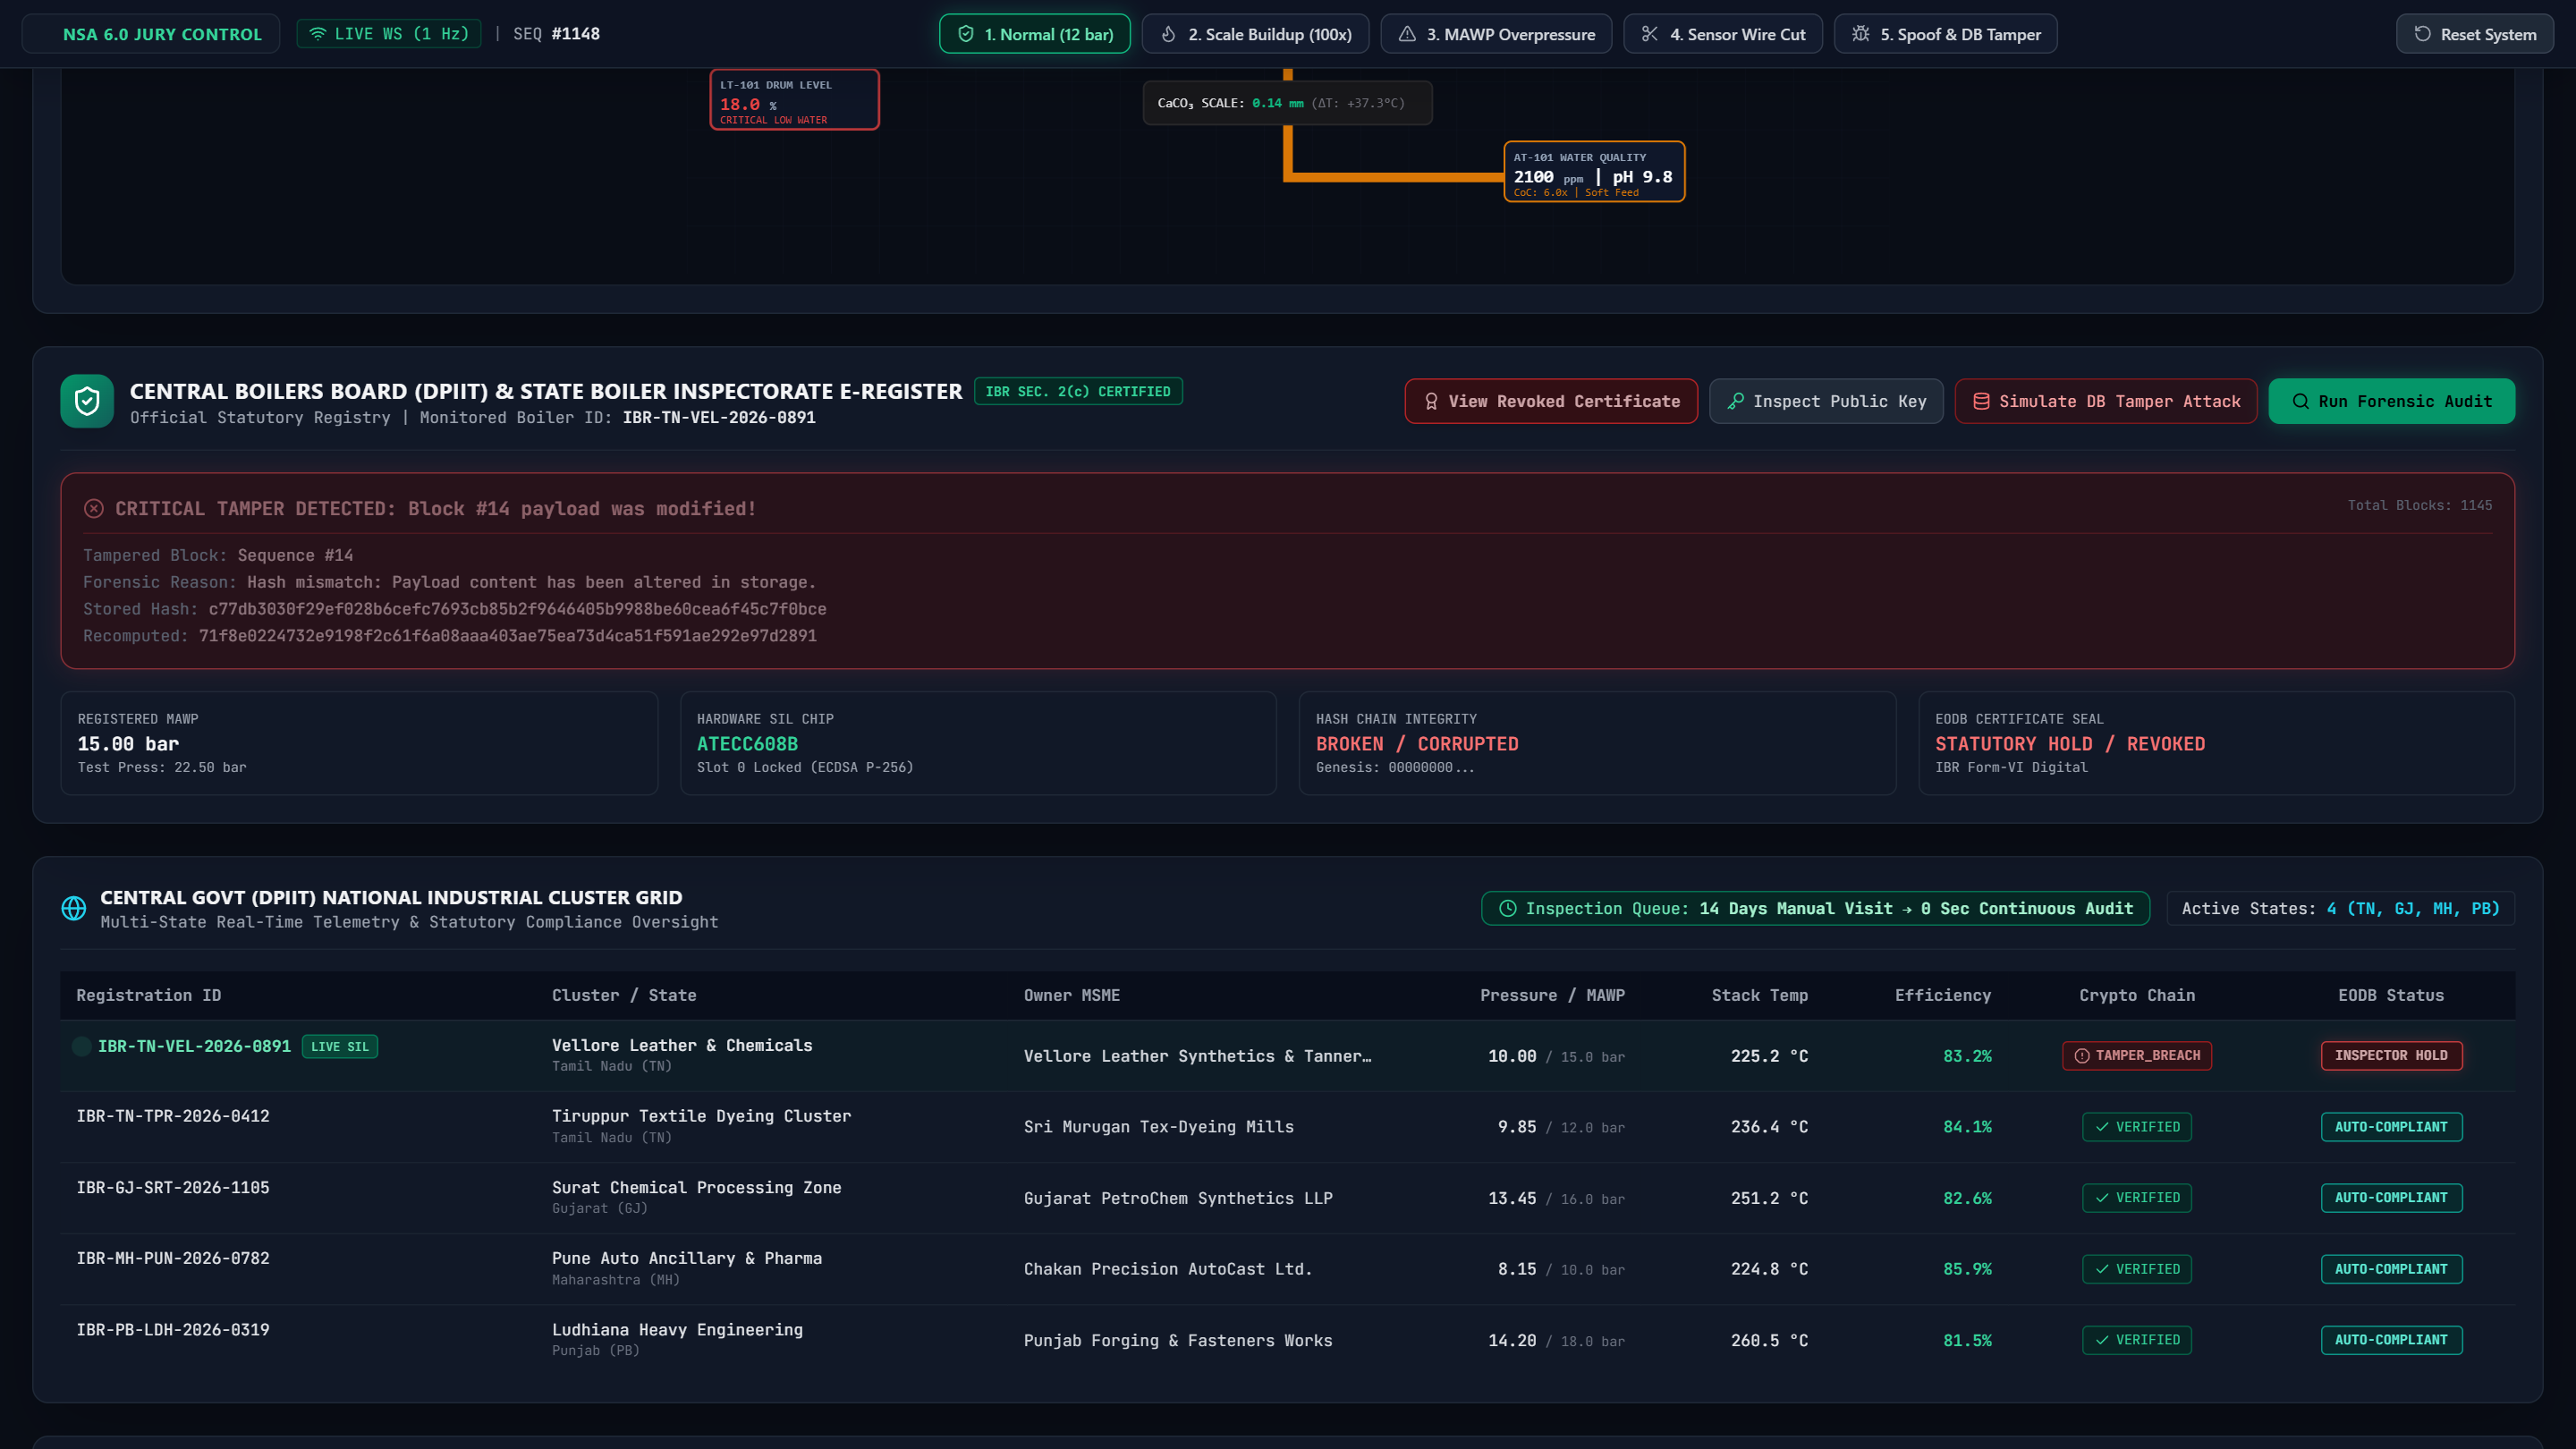 NSA 6.0 JURY CONTROL
LIVE WS (1 Hz) | SEQ #1148
1. Normal (12 bar)
2. Scale Buildup (100x)
3. MAWP Overpressure
4. Sensor Wire Cut
5. Spoof & DB Tamper
Reset System
LT-101 DRUM LEVEL
18.0 %
CRITICAL LOW WATER
CaCO₃ SCALE: 0.14 mm (ΔT: +37.3°C)
AT-101 WATER QUALITY
2100 ppm | pH 9.8
CoC: 6.0x | Soft Feed
CENTRAL BOILERS BOARD (DPIIT) & STATE BOILER INSPECTORATE E-REGISTER
IBR SEC. 2(c) CERTIFIED
Official Statutory Registry | Monitored Boiler ID: IBR-TN-VEL-2026-0891
View Revoked Certificate
Inspect Public Key
Simulate DB Tamper Attack
Run Forensic Audit
CRITICAL TAMPER DETECTED: Block #14 payload was modified!
Total Blocks: 1145
Tampered Block: Sequence #14
Forensic Reason: Hash mismatch: Payload content has been altered in storage.
Stored Hash: c77db3030f29ef028b6cefc7693cb85b2f9646405b9988be60cea6f45c7f0bce
Recomputed: 71f8e0224732e9198f2c61f6a08aaa403ae75ea73d4ca51f591ae292e97d2891
REGISTERED MAWP
15.00 bar
Test Press: 22.50 bar
HARDWARE SIL CHIP
ATECC608B
Slot 0 Locked (ECDSA P-256)
HASH CHAIN INTEGRITY
BROKEN / CORRUPTED
Genesis: 00000000...
EODB CERTIFICATE SEAL
STATUTORY HOLD / REVOKED
IBR Form-VI Digital
CENTRAL GOVT (DPIIT) NATIONAL INDUSTRIAL CLUSTER GRID
Multi-State Real-Time Telemetry & Statutory Compliance Oversight
Inspection Queue: 14 Days Manual Visit → 0 Sec Continuous Audit
Active States: 4 (TN, GJ, MH, PB)
Registration ID Cluster / State Owner MSME Pressure / MAWP Stack Temp Efficiency Crypto Chain EODB Status
IBR-TN-VEL-2026-0891 LIVE SIL Vellore Leather & Chemicals Vellore Leather Synthetics & Tanner… 10.00 / 15.0 bar 225.2 °C 83.2% TAMPER_BREACH INSPECTOR HOLD
Tamil Nadu (TN)
IBR-TN-TPR-2026-0412 Tiruppur Textile Dyeing Cluster Sri Murugan Tex-Dyeing Mills 9.85 / 12.0 bar 236.4 °C 84.1% VERIFIED AUTO-COMPLIANT
Tamil Nadu (TN)
IBR-GJ-SRT-2026-1105 Surat Chemical Processing Zone Gujarat PetroChem Synthetics LLP 13.45 / 16.0 bar 251.2 °C 82.6% VERIFIED AUTO-COMPLIANT
Gujarat (GJ)
IBR-MH-PUN-2026-0782 Pune Auto Ancillary & Pharma Chakan Precision AutoCast Ltd. 8.15 / 10.0 bar 224.8 °C 85.9% VERIFIED AUTO-COMPLIANT
Maharashtra (MH)
IBR-PB-LDH-2026-0319 Ludhiana Heavy Engineering Punjab Forging & Fasteners Works 14.20 / 18.0 bar 260.5 °C 81.5% VERIFIED AUTO-COMPLIANT
Punjab (PB)